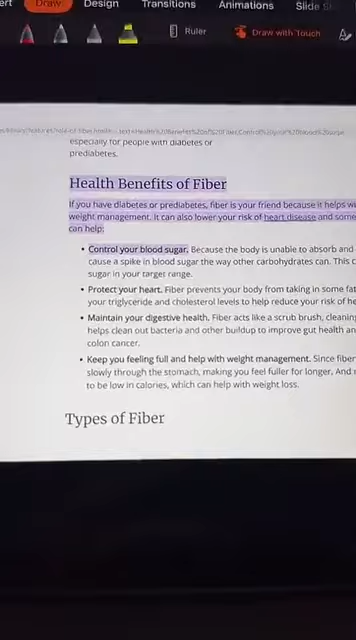 Draw
Design
Transitions
Animations
Slide
Ruler
Draw with Touch
especially for people with diabetes or
prediabetes.
Health Benefits of Fiber
If you have diabetes or prediabetes, fiber is your friend because it helps
weight management. It can also lower your risk of heart disease and some
can help:
• Control your blood sugar. Because the body is unable to absorb and
cause a spike in blood sugar the way other carbohydrates can. This
sugar in your target range.
• Protect your heart. Fiber prevents your body from taking in some
your triglyceride and cholesterol levels to help reduce your risk of
• Maintain your digestive health. Fiber acts like a scrub brush,
helps clean out bacteria and other buildup to improve gut health
colon cancer.
• Keep you feeling full and help with weight management. Since fiber
slowly through the stomach, making you feel fuller for longer. And
to be low in calories, which can help with weight loss.
Types of Fiber